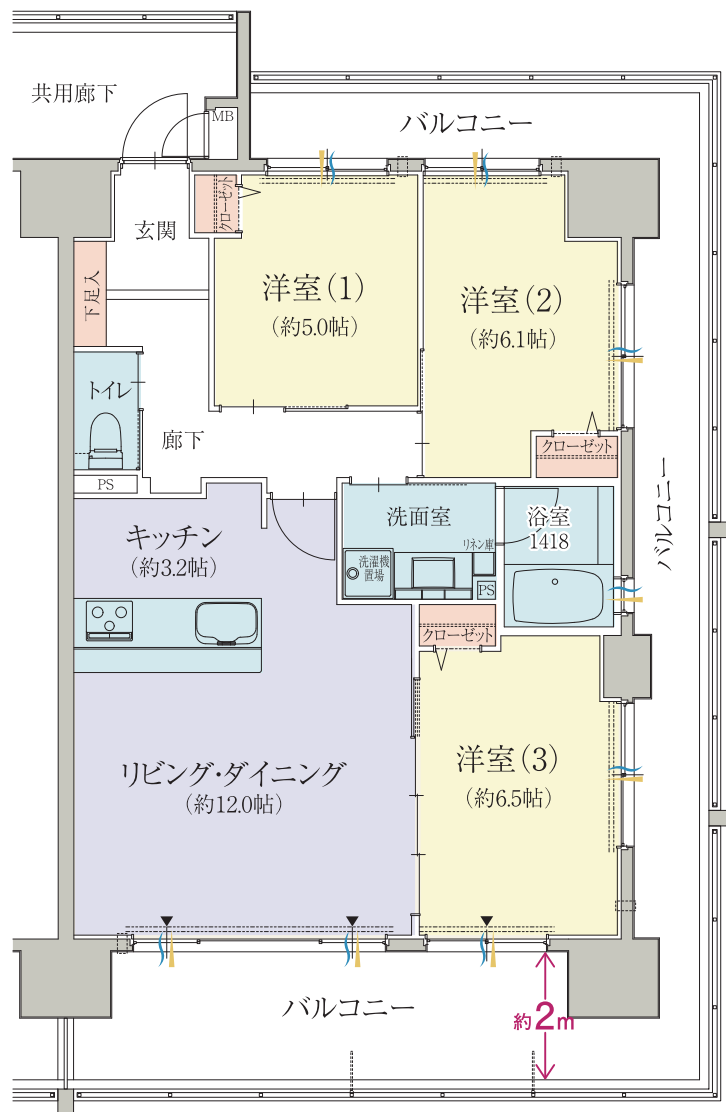 共用廊下
MB
バルコニー
玄関
クローゼット
洋室(1)
(約5.0帖)
洋室(2)
(約6.1帖)
下足入
トイレ
廊下
クローゼット
PS
キッチン
(約3.2帖)
洗面室
リネン庫
洗濯機
置場
PS
浴室
1418
バルコニー
クローゼット
リビング・ダイニング
(約12.0帖)
洋室(3)
(約6.5帖)
バルコニー
約2m